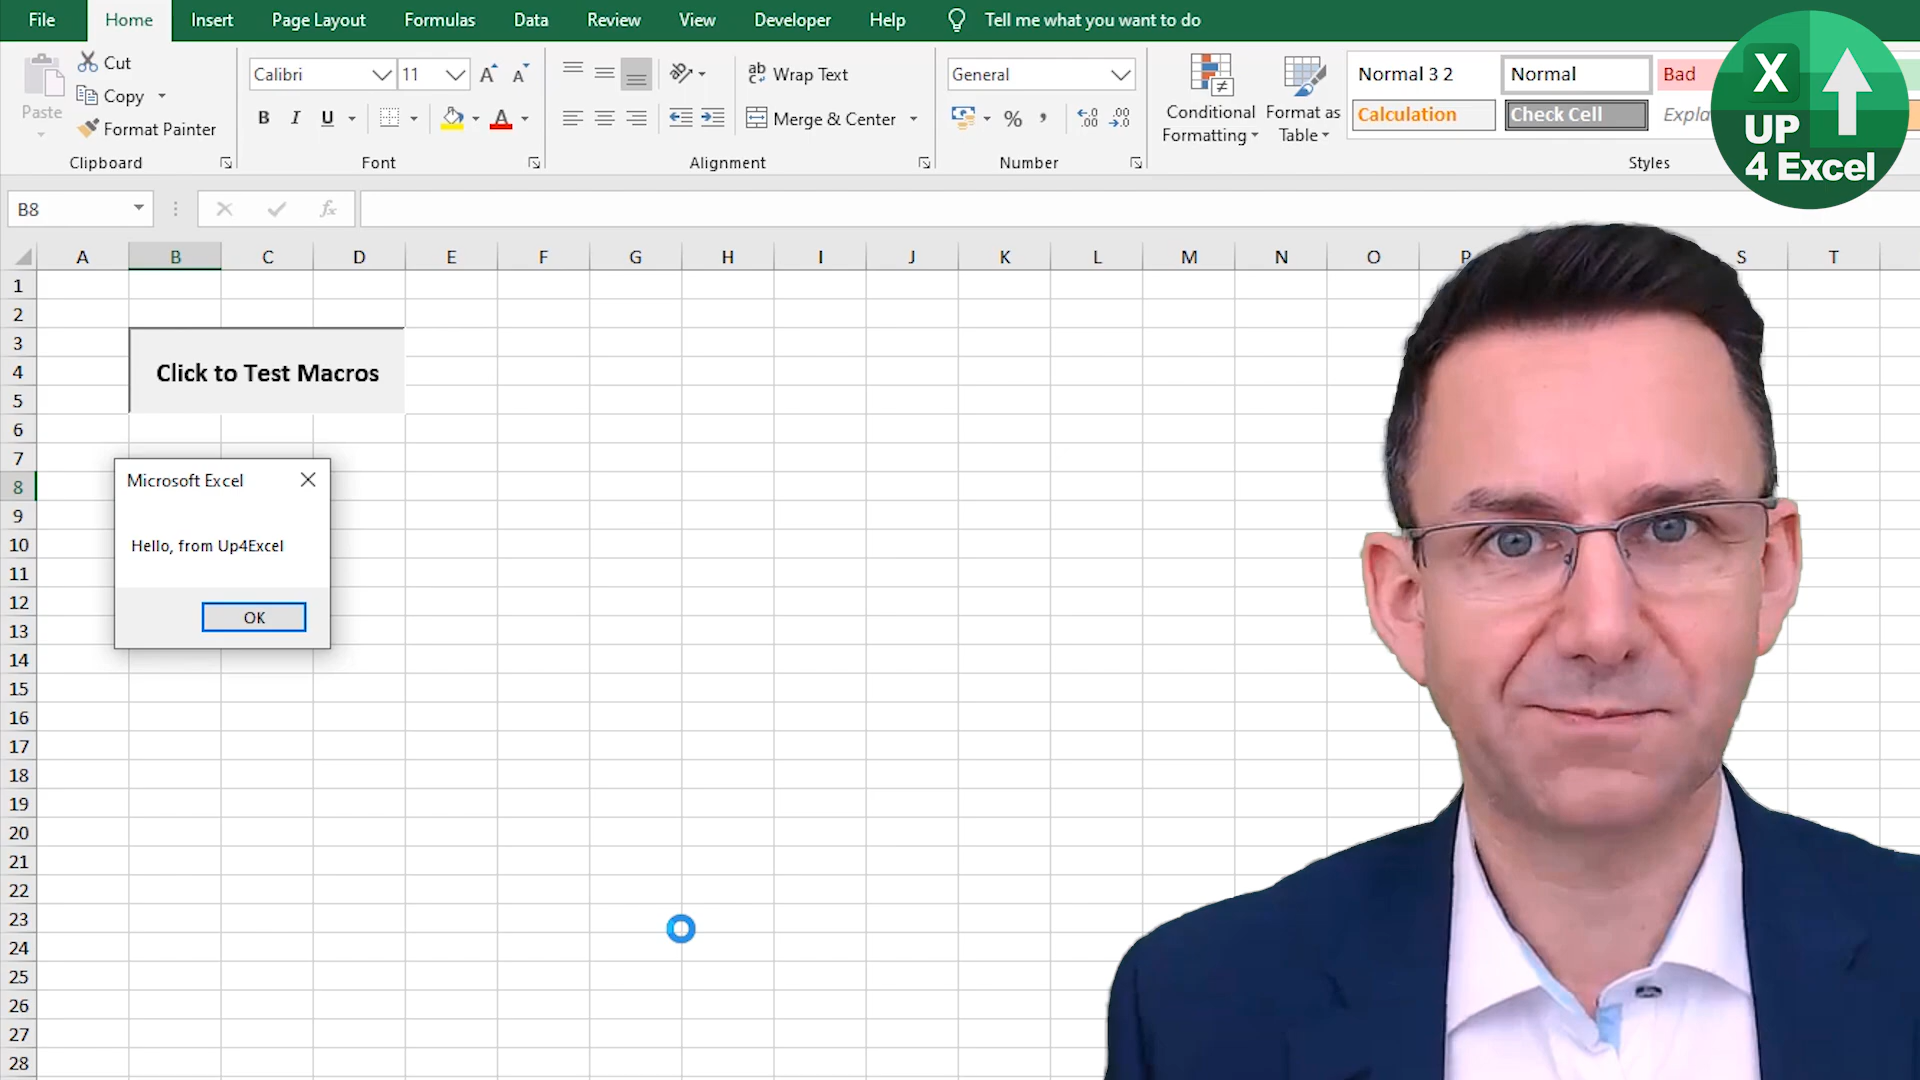 File Home Insert Page Layout Formulas Data Review View Developer Help Tell me what you want to do
Cut
Copy
Format Painter
Paste
Clipboard
Calibri 11
B I U
Font
Wrap Text
Merge & Center
Alignment
General
Number
Conditional Formatting
Format as Table
Normal 3 2 Normal Bad
Calculation Check Cell Expla
Styles
X
UP
4 Excel
B8
fx
A B C D E F G H I J K L M N O P S T
1
2
3
4
5
6
7
8
9
10
11
12
13
14
15
16
17
18
19
20
21
22
23
24
25
26
27
28
Click to Test Macros
Microsoft Excel
Hello, from Up4Excel
OK